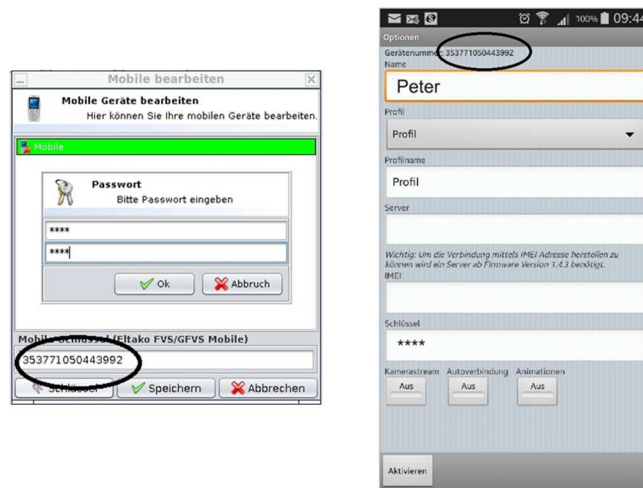 Mobile bearbeiten
Mobile Geräte bearbeiten
Hier können Sie Ihre mobilen Geräte bearbeiten.
Mobile
Passwort
Bitte Passwort eingeben
****
****
Ok
Abbruch
Mobile Schlüssel (Eltako FVS/GFVS Mobile)
353771050443992
Schlüssel
Speichern
Abbrechen
100% 09:44
Optionen
Gerätenummer: 353771050443992
Name
Peter
Profil
Profil
Profilname
Profil
Server
Wichtig: Um die Verbindung mittels IMEI Adresse herstellen zu
können wird ein Server ab Firmware Version 1.4.3 benötigt.
IMEI
Schlüssel
****
Kamerastream Autoverbindung Animationen
Aus Aus Aus
Aktivieren